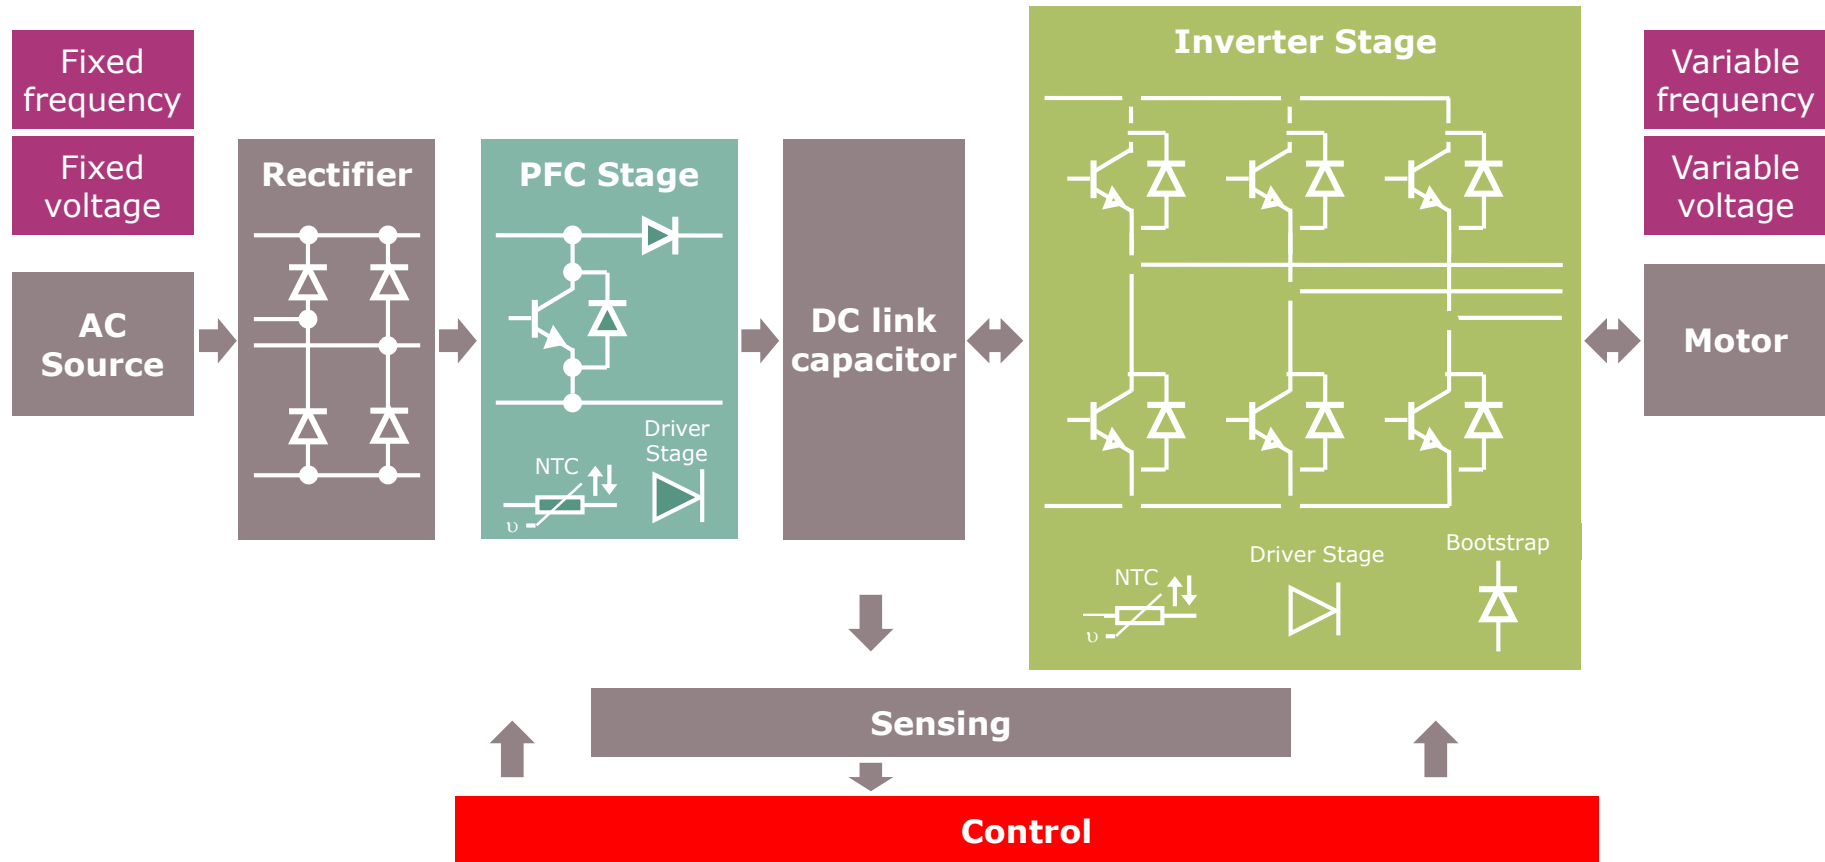 Fixed
frequency
Fixed
voltage
AC
Source
Rectifier
PFC Stage
Driver
Stage
NTC
υ
DC link
capacitor
Inverter Stage
NTC
υ
Driver Stage
Bootstrap
Variable
frequency
Variable
voltage
Motor
Sensing
Control